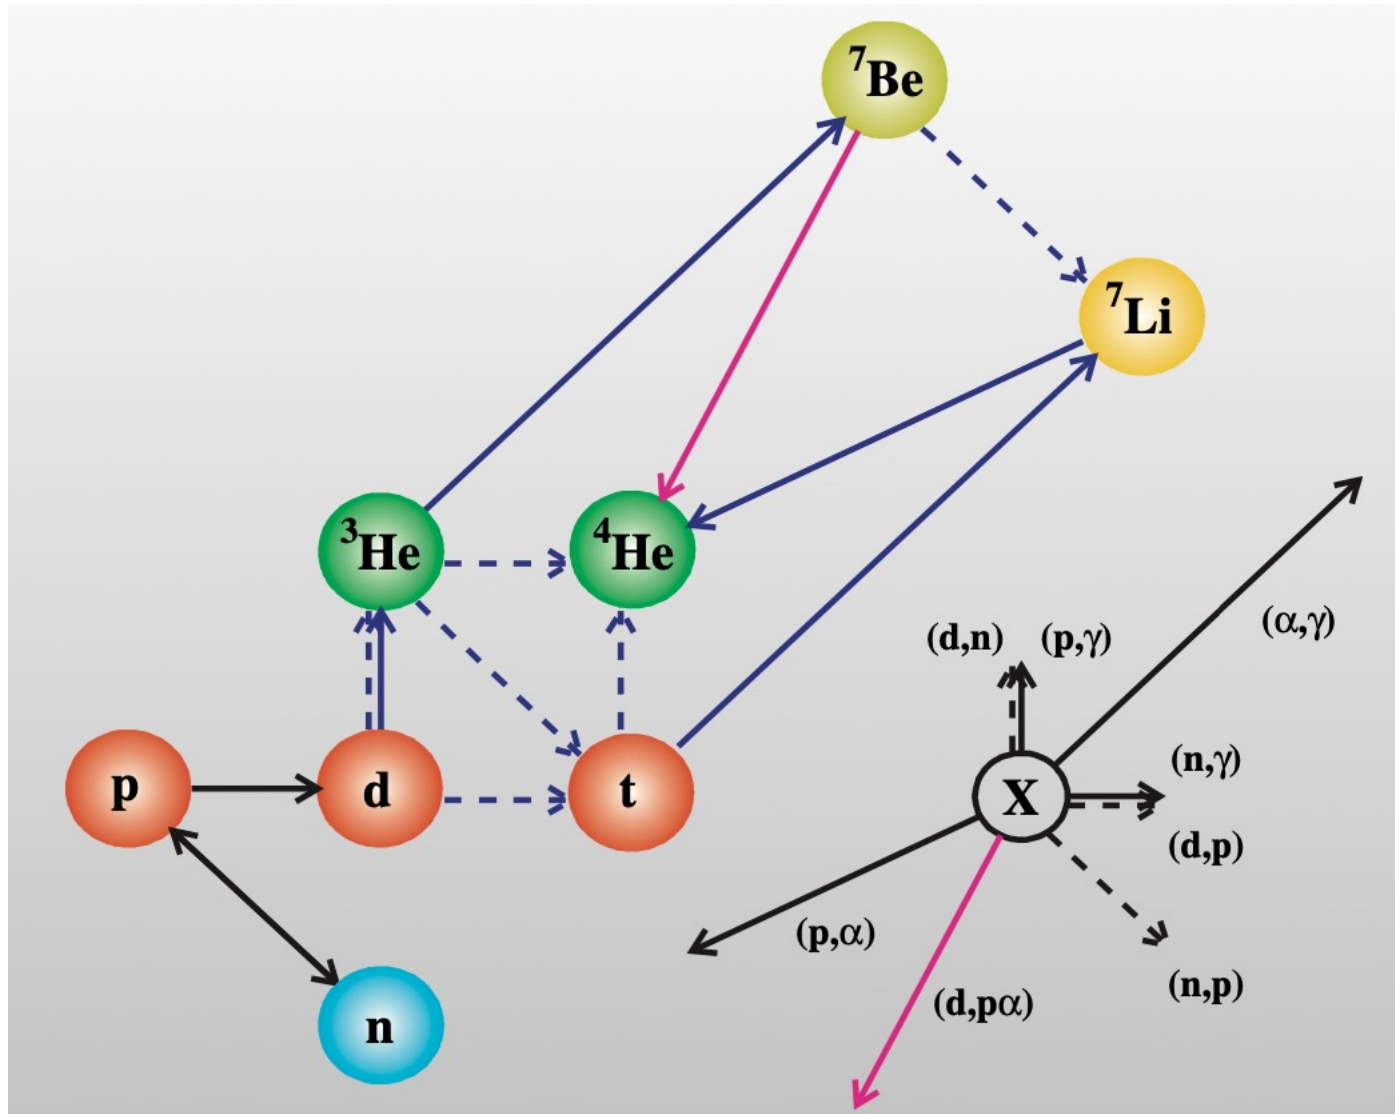 ⁷Be
⁷Li
³He
⁴He
(α,γ)
(d,n) (p,γ)
(n,γ)
p
d
t
X
(d,p)
(p,α)
(n,p)
(d,pα)
n